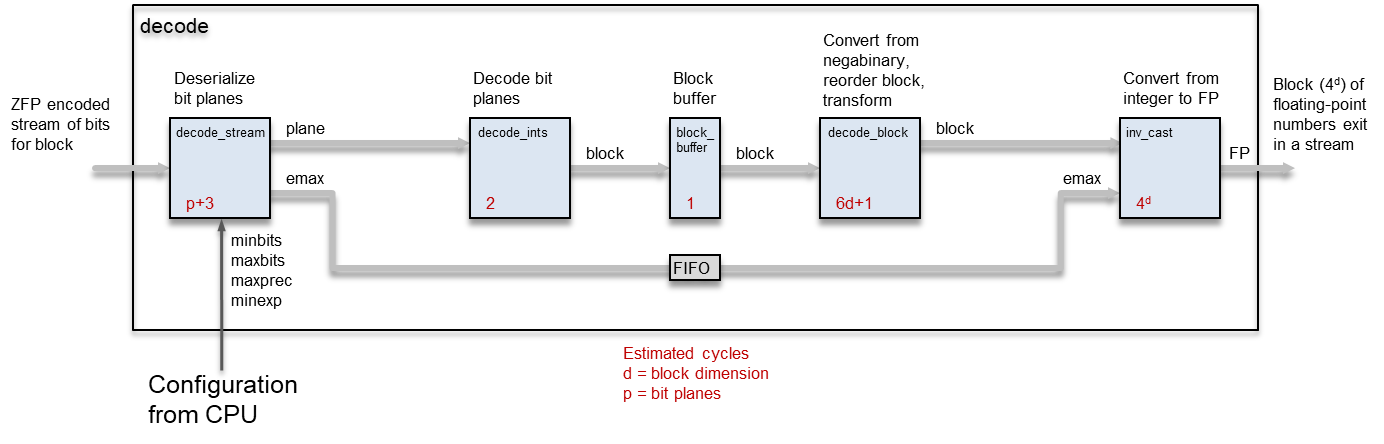 decode
ZFP encoded
stream of bits
for block
Deserialize
bit planes
decode_stream
p+3
plane
emax
minbits
maxbits
maxprec
minexp
Configuration
from CPU
Decode bit
planes
decode_ints
2
block
Block
buffer
block_
buffer
1
block
FIFO
Convert from
negabinary,
reorder block,
transform
decode_block
6d+1
block
emax
Convert from
integer to FP
inv_cast
4ᵈ
FP
Block (4ᵈ) of
floating-point
numbers exit
in a stream
Estimated cycles
d = block dimension
p = bit planes